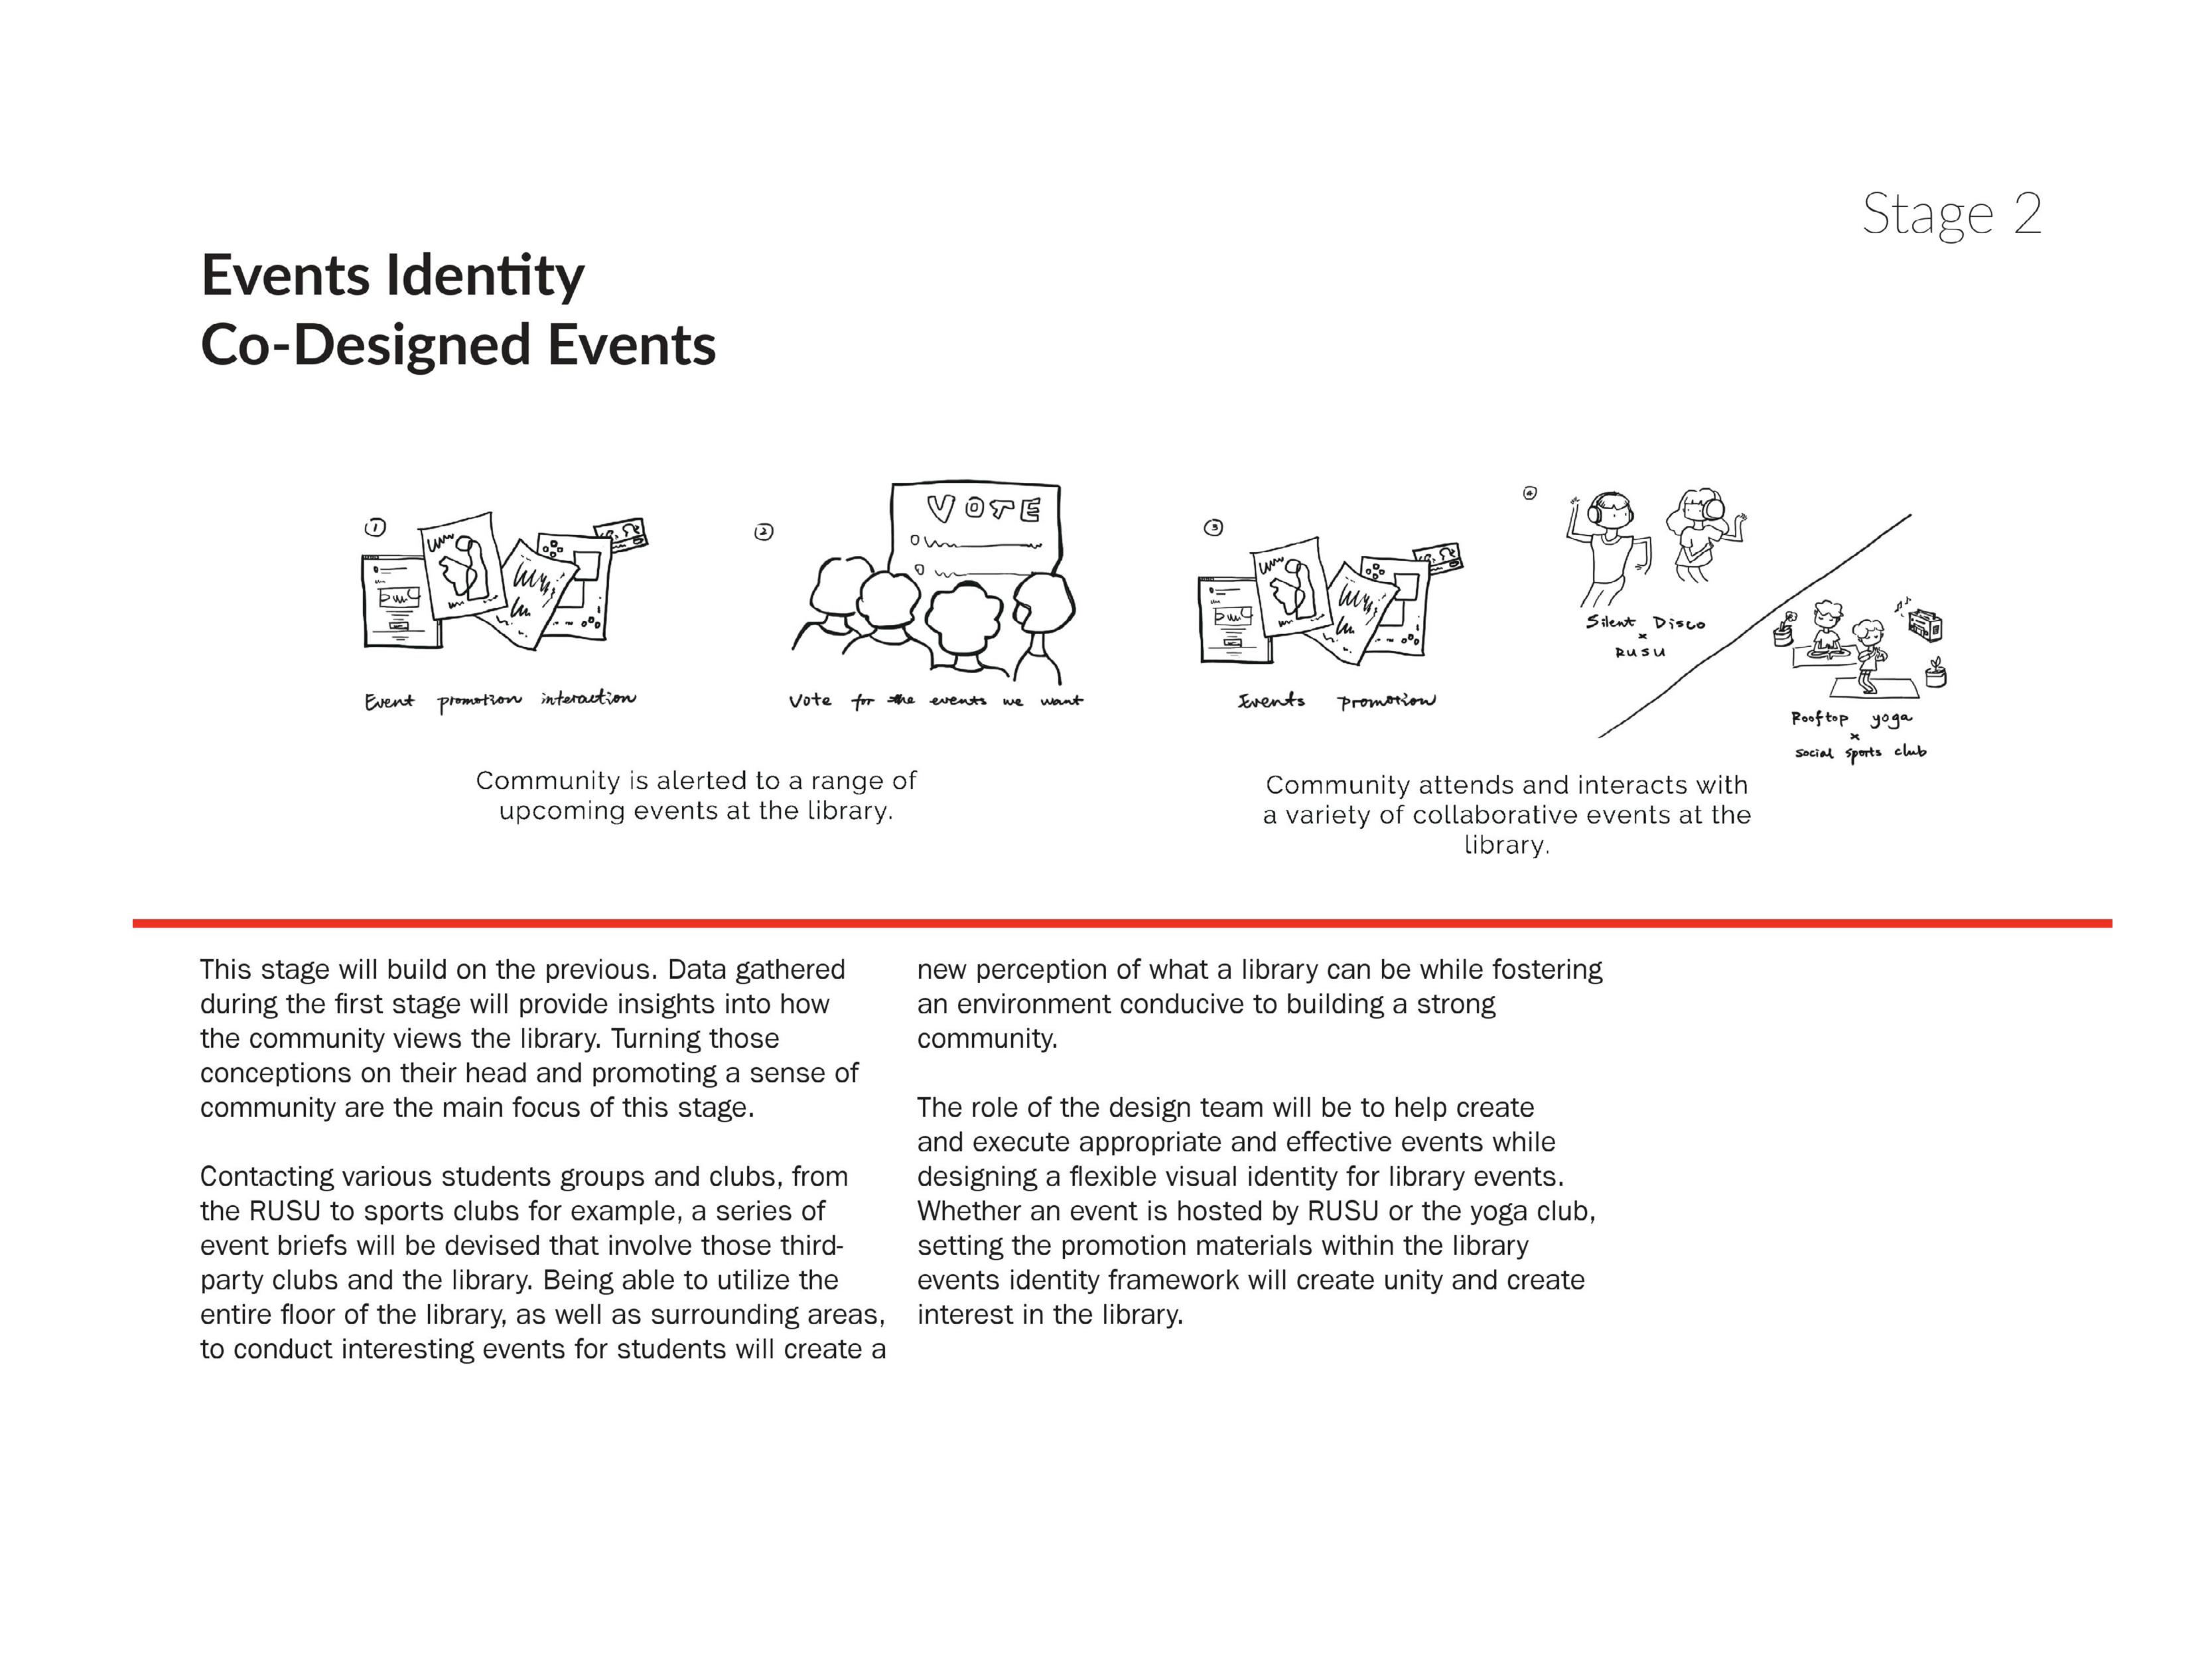 Stage 2
Events Identity
Co-Designed Events
①
Event promotion interaction
②
VOTE
Vote for the events we want
③
Events promotion
④
Silent Disco
x
RUSU
Rooftop yoga
x
social sports club
Community is alerted to a range of
upcoming events at the library.
Community attends and interacts with
a variety of collaborative events at the
library.
This stage will build on the previous. Data gathered
during the first stage will provide insights into how
the community views the library. Turning those
conceptions on their head and promoting a sense of
community are the main focus of this stage.
Contacting various students groups and clubs, from
the RUSU to sports clubs for example, a series of
event briefs will be devised that involve those third-
party clubs and the library. Being able to utilize the
entire floor of the library, as well as surrounding areas,
to conduct interesting events for students will create a
new perception of what a library can be while fostering
an environment conducive to building a strong
community.
The role of the design team will be to help create
and execute appropriate and effective events while
designing a flexible visual identity for library events.
Whether an event is hosted by RUSU or the yoga club,
setting the promotion materials within the library
events identity framework will create unity and create
interest in the library.